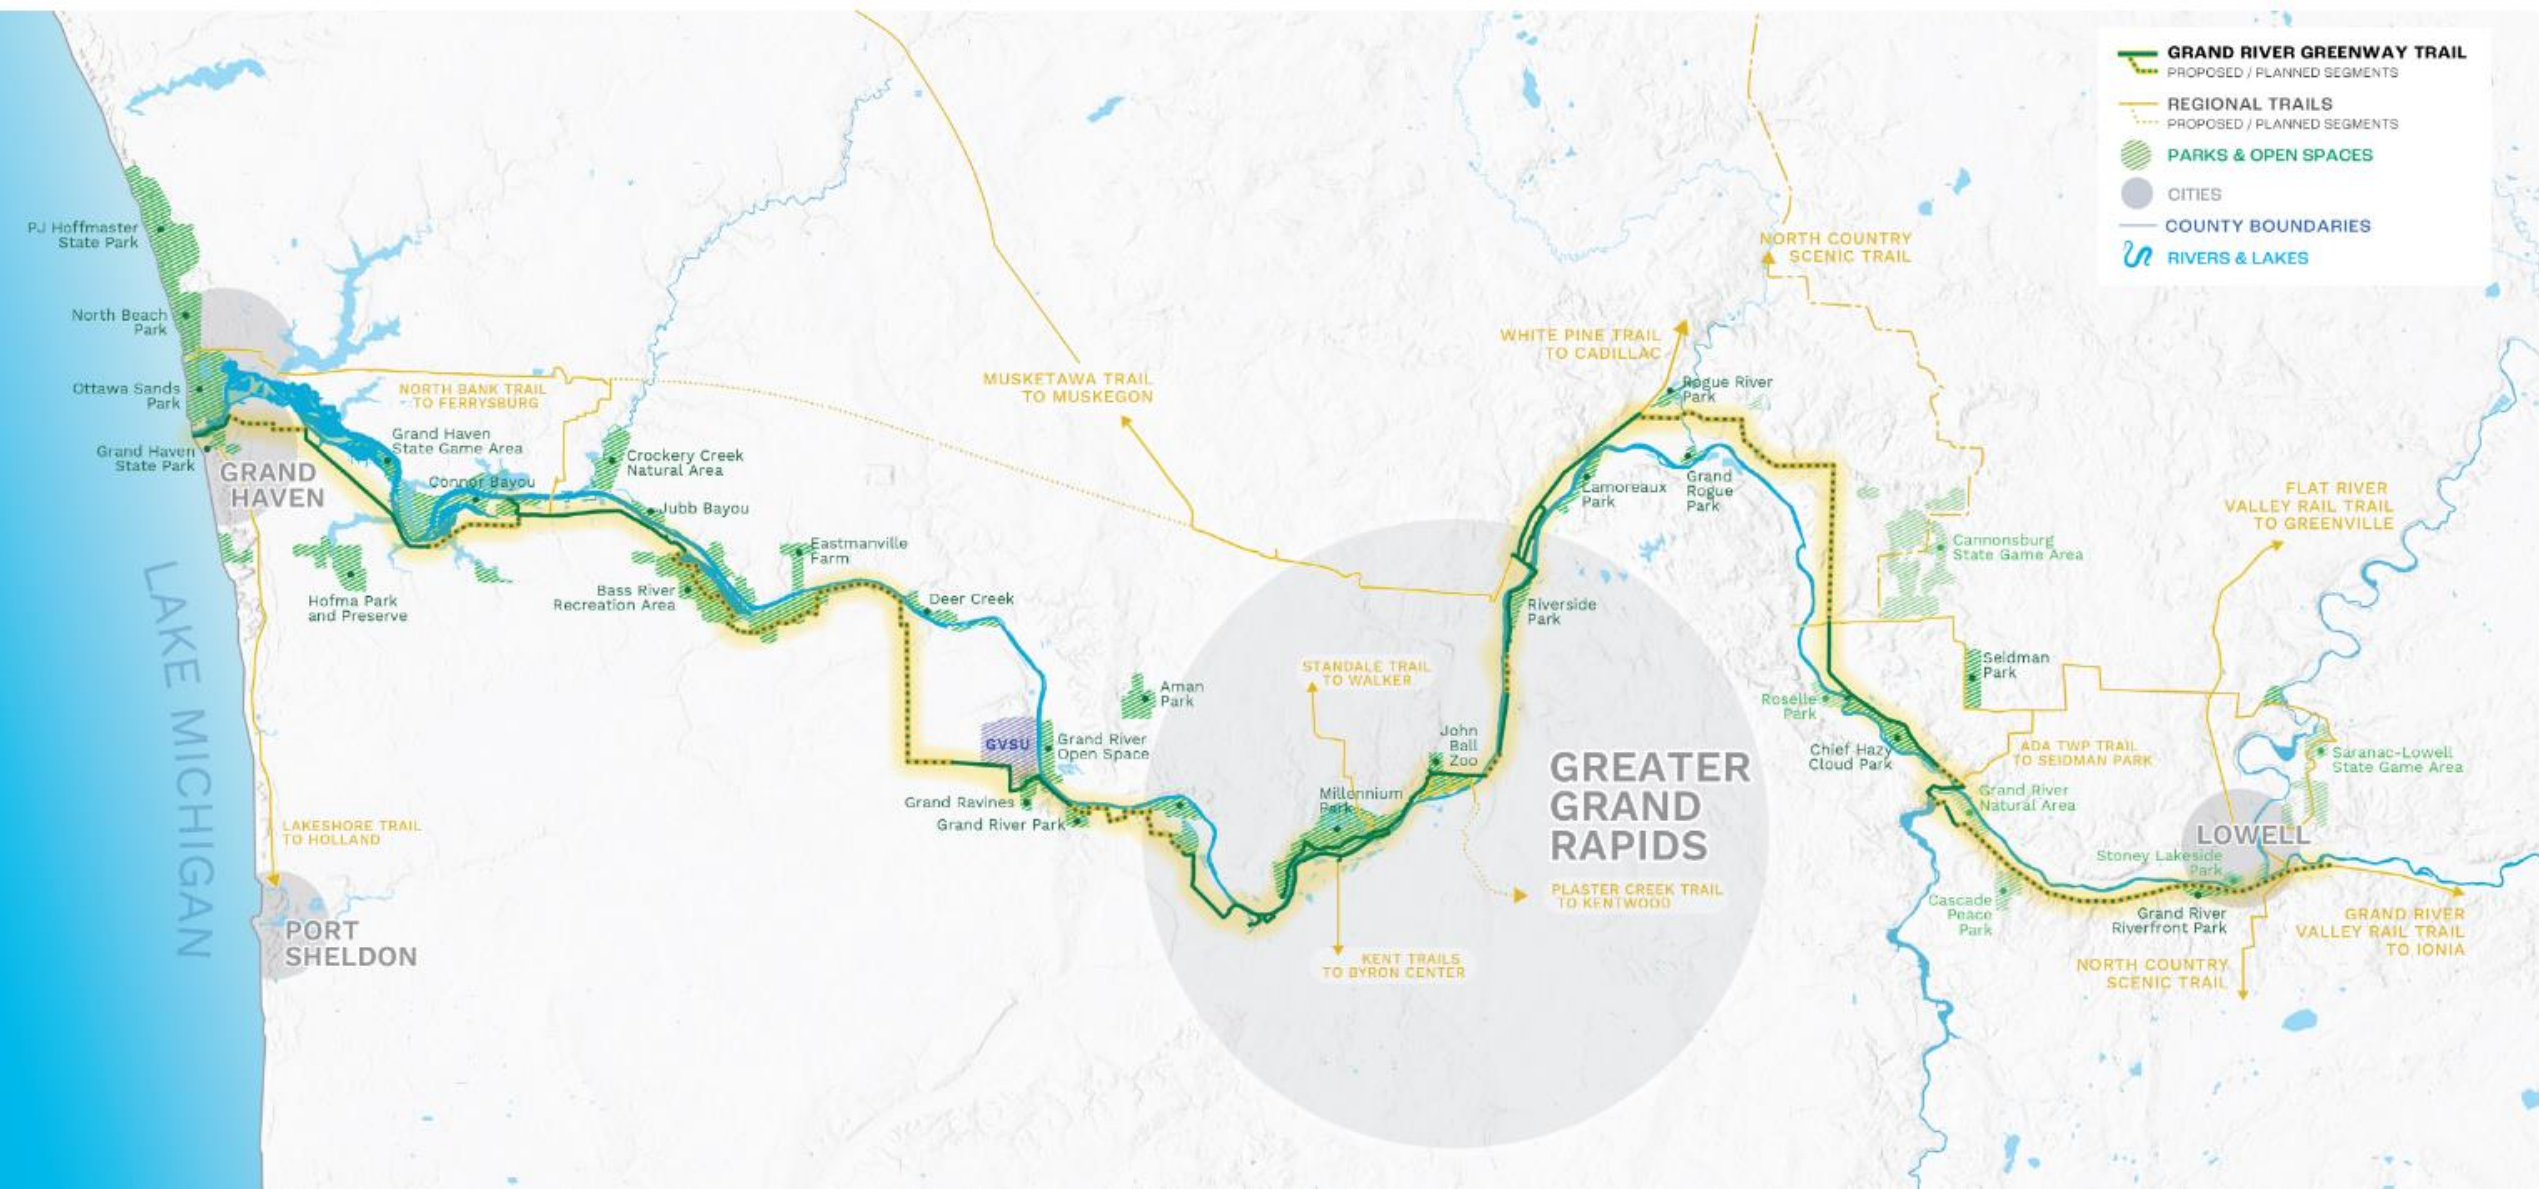 GRAND RIVER GREENWAY TRAIL
PROPOSED / PLANNED SEGMENTS
REGIONAL TRAILS
PROPOSED / PLANNED SEGMENTS
PARKS & OPEN SPACES
CITIES
COUNTY BOUNDARIES
RIVERS & LAKES
PJ Hoffmaster
State Park
North Beach
Park
Ottawa Sands
Park
Grand Haven
State Park
GRAND
HAVEN
NORTH BANK TRAIL
TO FERRYSBURG
Grand Haven
State Game Area
Connor Bayou
Crockery Creek
Natural Area
Jubb Bayou
Hofma Park
and Preserve
Bass River
Recreation Area
Eastmanville
Farm
Deer Creek
LAKE MICHIGAN
LAKESHORE TRAIL
TO HOLLAND
PORT
SHELDON
MUSKETAWA TRAIL
TO MUSKEGON
Aman
Park
GVSU
Grand River
Open Space
Grand Ravines
Grand River Park
STANDALE TRAIL
TO WALKER
John
Ball
Zoo
Millennium
Park
GREATER
GRAND
RAPIDS
PLASTER CREEK TRAIL
TO KENTWOOD
KENT TRAILS
TO BYRON CENTER
Riverside
Park
WHITE PINE TRAIL
TO CADILLAC
Rogue River
Park
Lamoreaux
Park
Grand
Rogue
Park
NORTH COUNTRY
SCENIC TRAIL
Cannonsburg
State Game Area
Seidman
Park
Roselle
Park
Chief Hazy
Cloud Park
ADA TWP TRAIL
TO SEIDMAN PARK
Grand River
Natural Area
FLAT RIVER
VALLEY RAIL TRAIL
TO GREENVILLE
Saranac-Lowell
State Game Area
LOWELL
Stoney Lakeside
Park
Cascade
Peace
Park
Grand River
Riverfront Park
GRAND RIVER
VALLEY RAIL TRAIL
TO IONIA
NORTH COUNTRY
SCENIC TRAIL